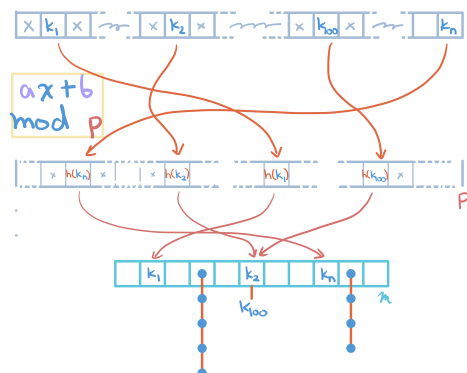 x k₁ x x k₂ x x k₁₀₀ x kₙ
ax+b
mod p
x h(kₙ) x x h(k₂) h(k₁) h(k₁₀₀) x
p
k₁ k₂ kₙ
m
k₁₀₀